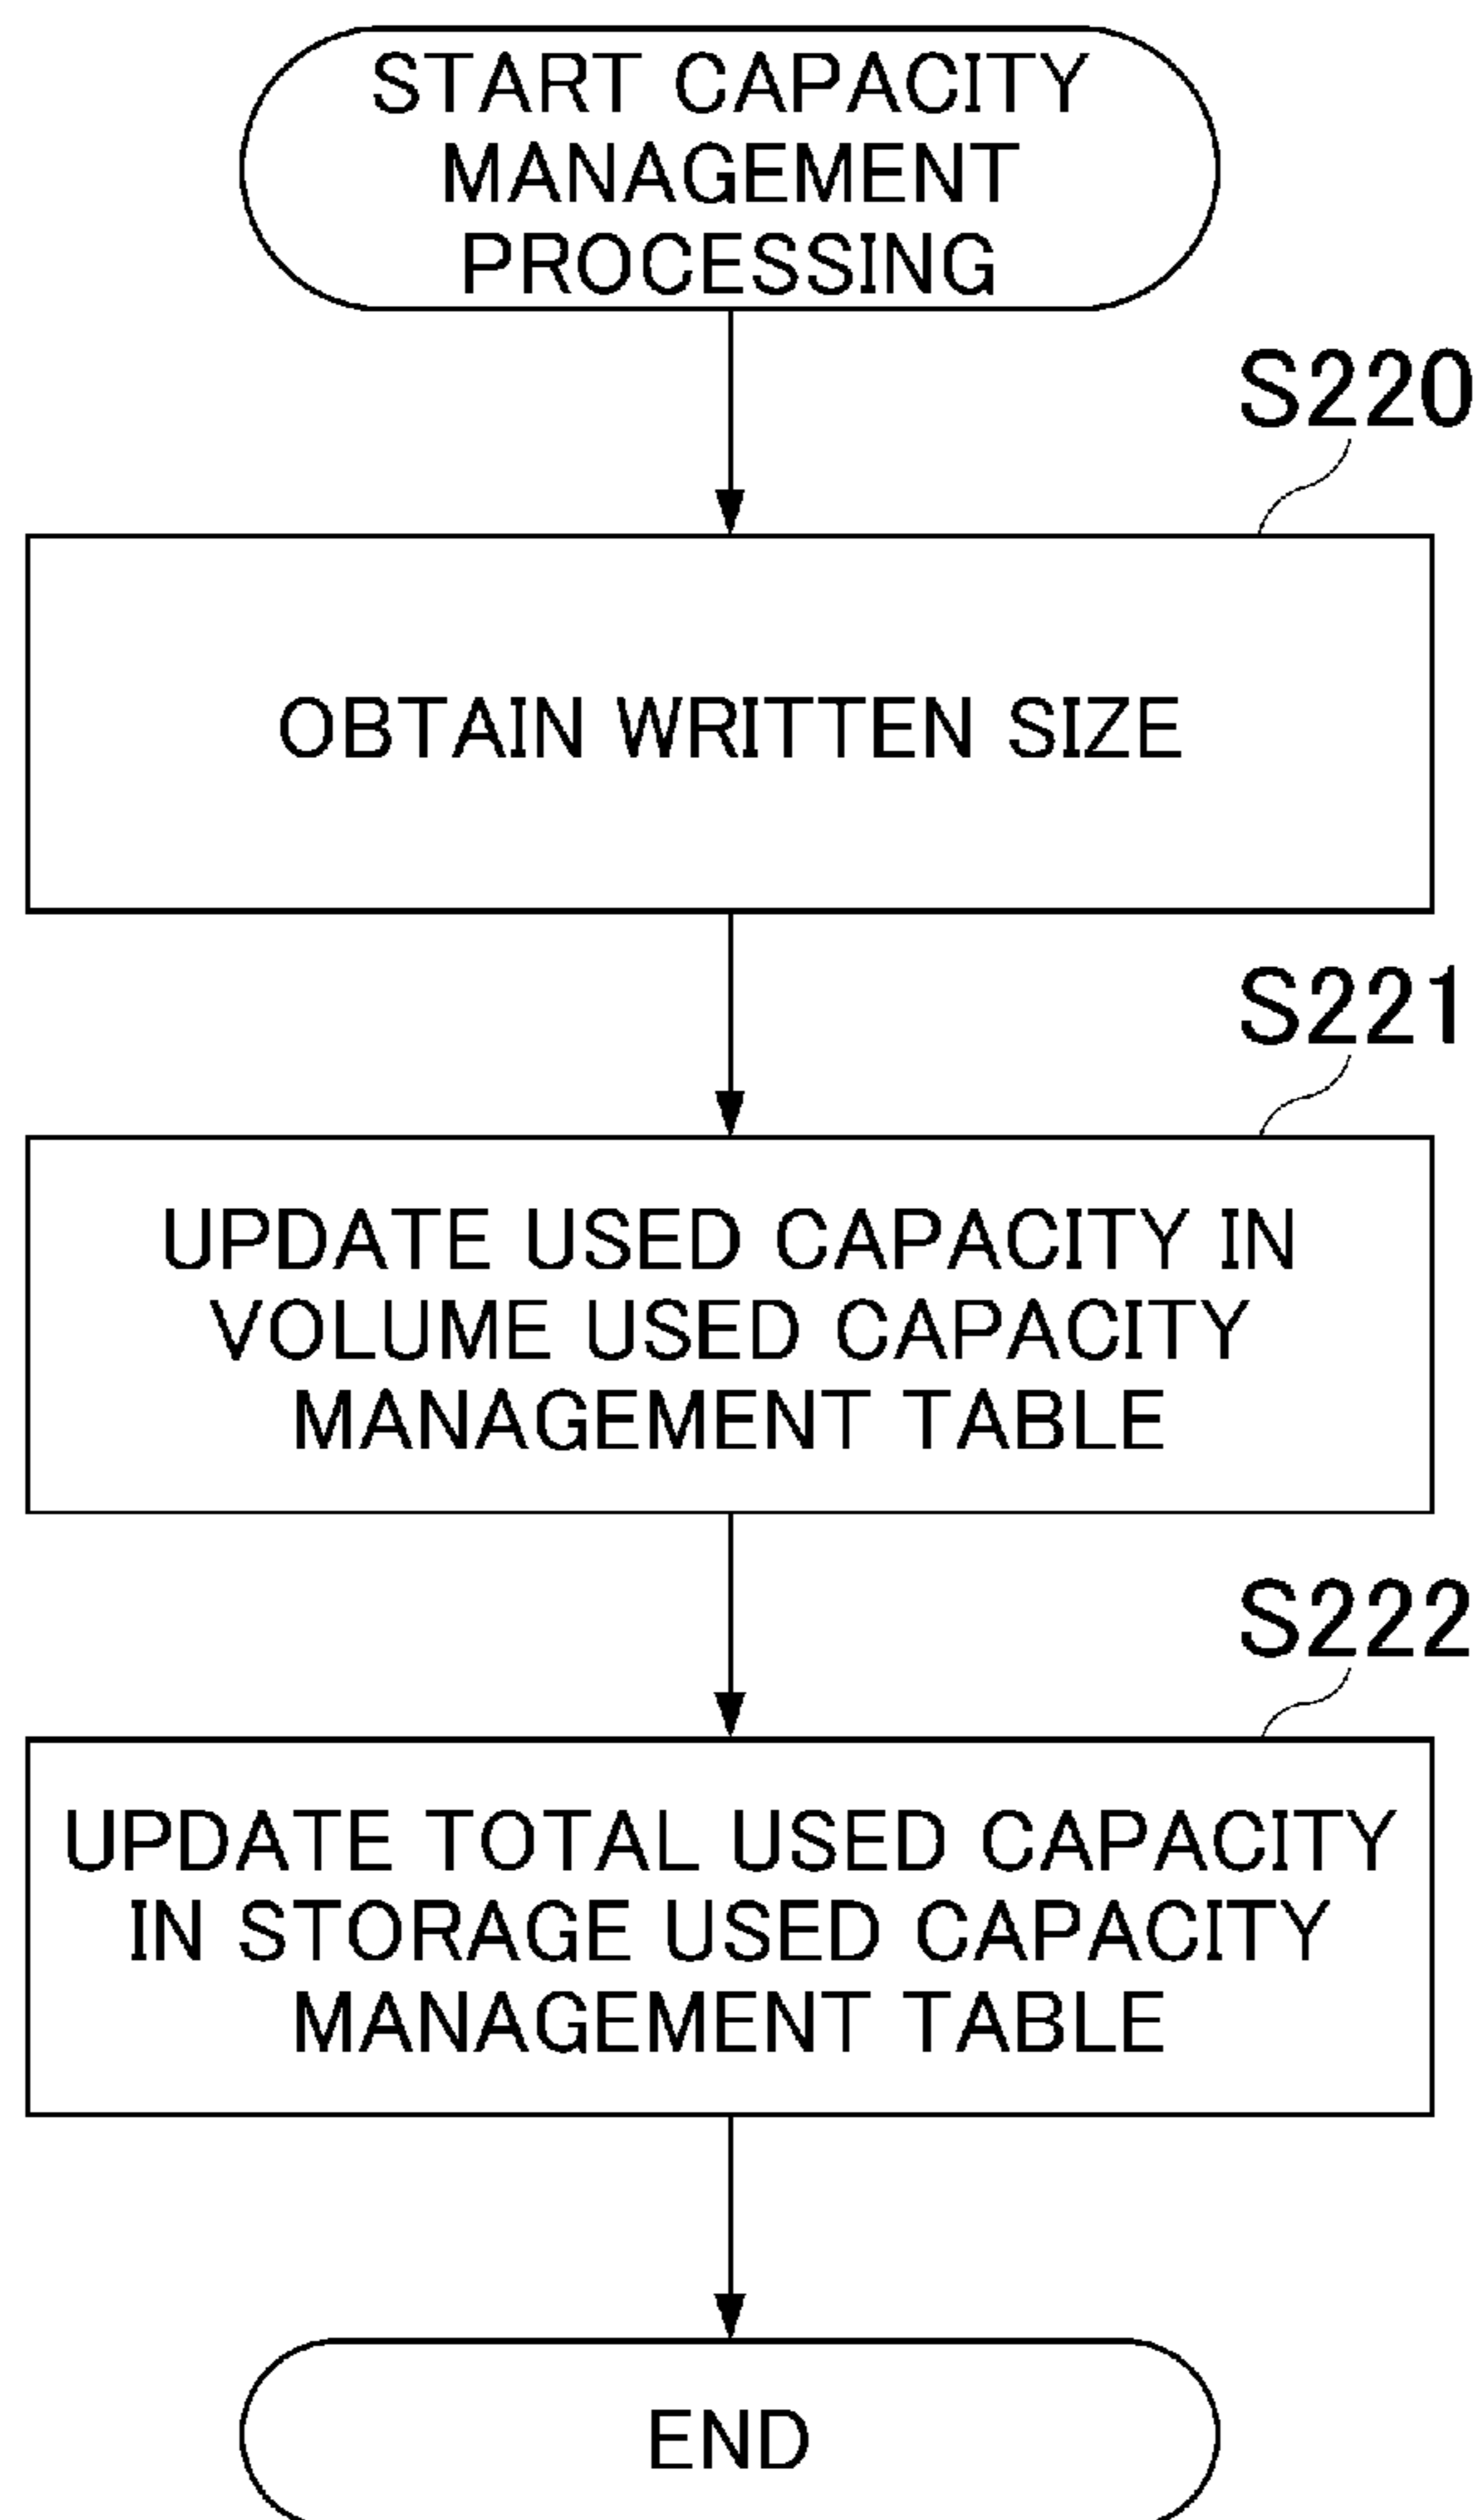 START CAPACITY
MANAGEMENT
PROCESSING
S220
OBTAIN WRITTEN SIZE
S221
UPDATE USED CAPACITY IN
VOLUME USED CAPACITY
MANAGEMENT TABLE
S222
UPDATE TOTAL USED CAPACITY
IN STORAGE USED CAPACITY
MANAGEMENT TABLE
END